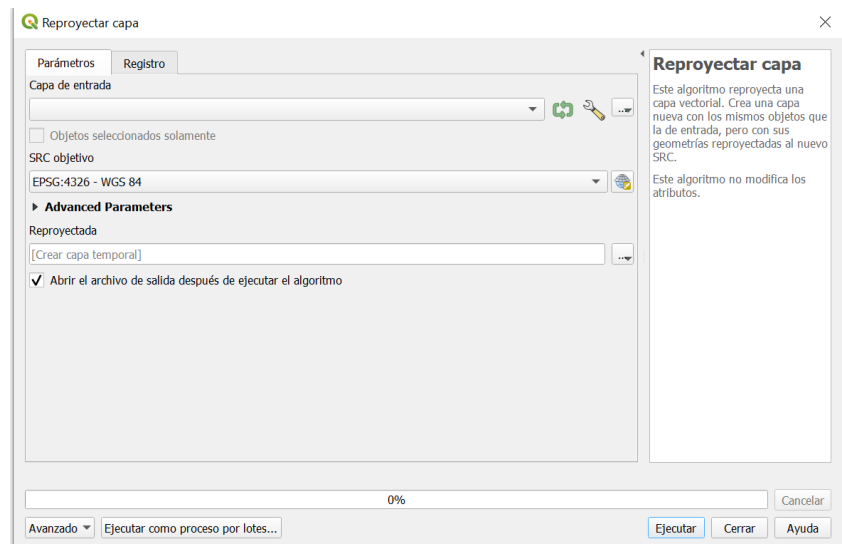 Reproyectar capa
Parámetros
Registro
Capa de entrada
...
Objetos seleccionados solamente
SRC objetivo
EPSG:4326 - WGS 84
Advanced Parameters
Reproyectada
[Crear capa temporal]
...
Abrir el archivo de salida después de ejecutar el algoritmo
Reproyectar capa
Este algoritmo reproyecta una
capa vectorial. Crea una capa
nueva con los mismos objetos que
la de entrada, pero con sus
geometrías reproyectadas al nuevo
SRC.
Este algoritmo no modifica los
atributos.
0%
Cancelar
Avanzado
Ejecutar como proceso por lotes...
Ejecutar
Cerrar
Ayuda